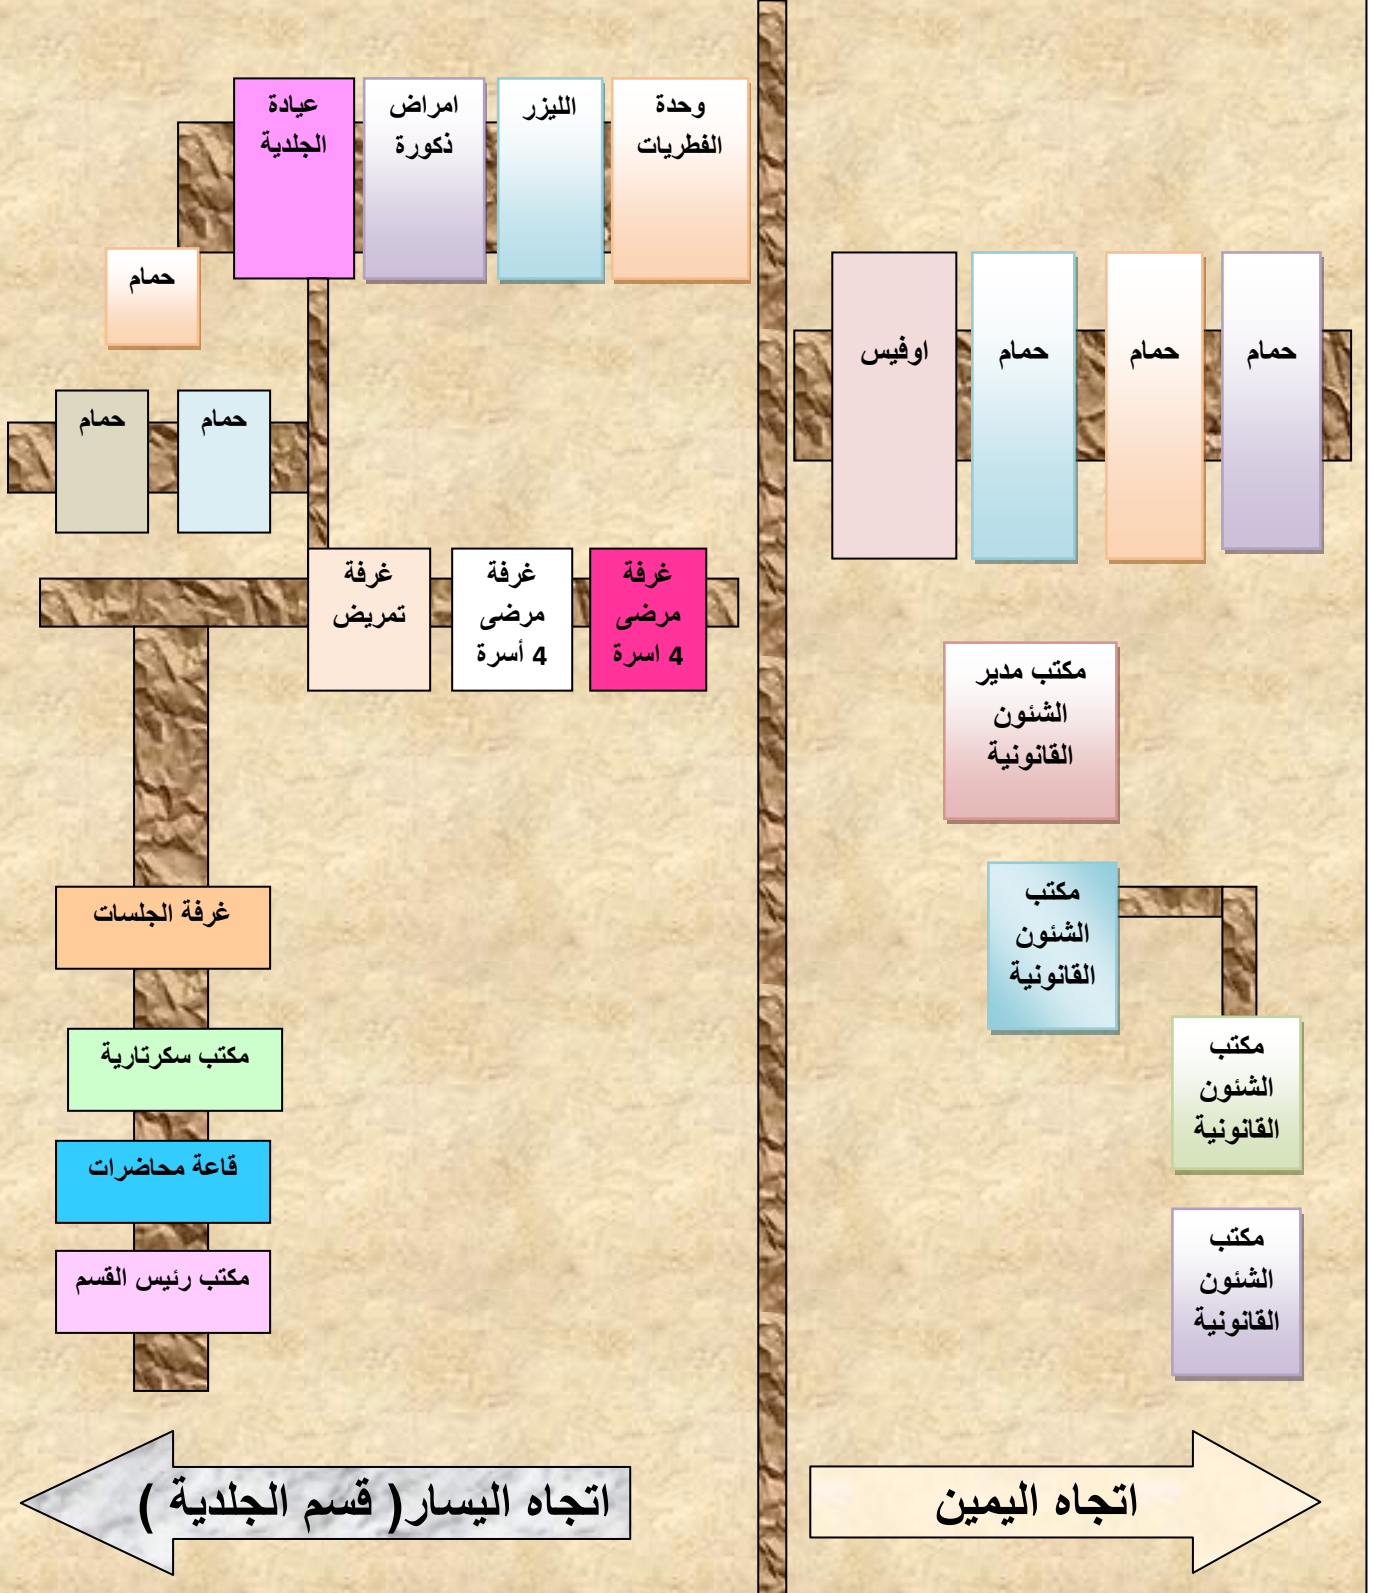 وحدة
الفطريات
الليزر
امراض
ذكورة
عيادة
الجلدية
حمام
حمام
حمام
غرفة
مرضى
4 اسرة
غرفة
مرضى
4 أسرة
غرفة
تمريض
غرفة الجلسات
مكتب سكرتارية
قاعة محاضرات
مكتب رئيس القسم
اتجاه اليسار( قسم الجلدية )
حمام
حمام
حمام
اوفيس
مكتب مدير
الشئون
القانونية
مكتب
الشئون
القانونية
مكتب
الشئون
القانونية
مكتب
الشئون
القانونية
اتجاه اليمين